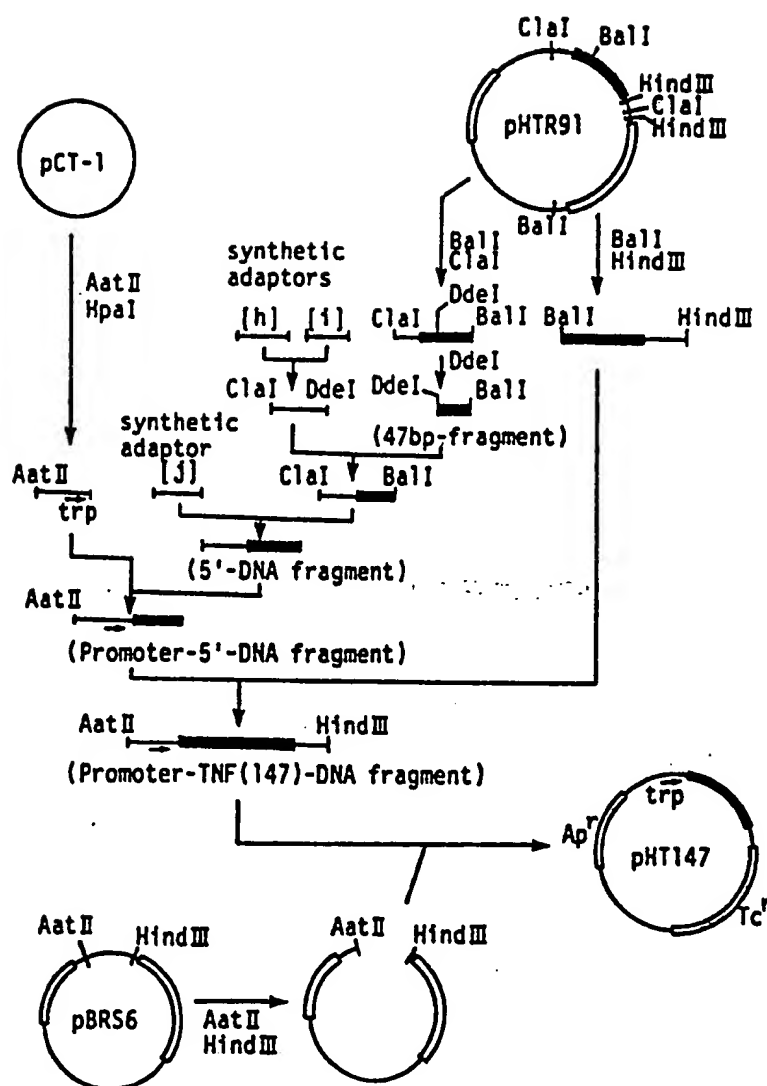 ClaI
BalI
HindⅢ
ClaI
HindⅢ
pHTR91
BalI
pCT-1
AatⅡ
HpaI
BalI
ClaI
BalI
HindⅢ
synthetic
adaptors
[h] [i]
DdeI
ClaI BalI
BalI HindⅢ
DdeI
ClaI DdeI
DdeI BalI
(47bp-fragment)
synthetic
adaptor
[j]
AatⅡ
trp
ClaI BalI
(5'-DNA fragment)
AatⅡ
(Promoter-5'-DNA fragment)
AatⅡ HindⅢ
(Promoter-TNF(147)-DNA fragment)
trp
Apr
pHT147
Tcr
AatⅡ HindⅢ
pBRS6
AatⅡ
HindⅢ
AatⅡ HindⅢ